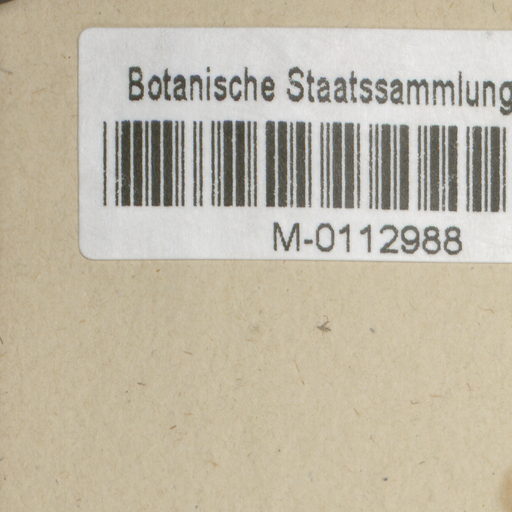 Botanische Staatssammlung
M-0112988